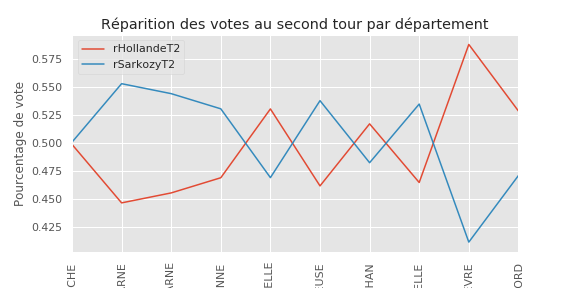 Réparition des votes au second tour par département
rHollandeT2
rSarkozyT2
Pourcentage de vote
0.575
0.550
0.525
0.500
0.475
0.450
0.425
CHE
ARNE
ARNE
NNE
ELLE
EUSE
HAN
ELLE
EVRE
ORD